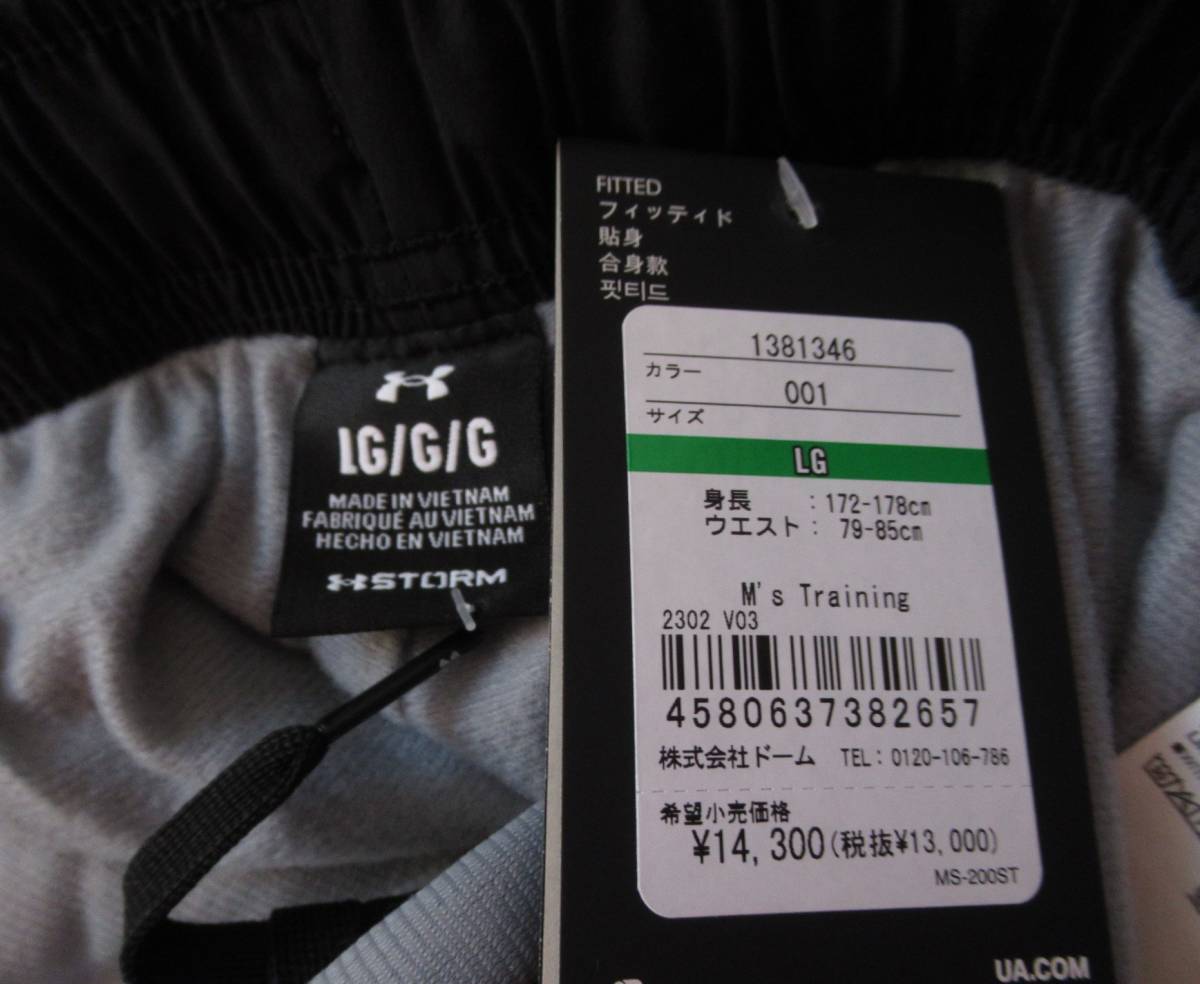 FITTED
フィッティド
貼身
合身款
핏티드
1381346
カラー
001
サイズ
LG
身長 : 172-178cm
ウエスト : 79-85cm
M's Training
2302 V03
4580637382657
株式会社ドーム TEL: 0120-106-786
希望小売価格
¥14,300(税抜¥13,000)
MS-200ST
UA.COM
LG/G/G
MADE IN VIETNAM
FABRIQUÉ AU VIETNAM
HECHO EN VIETNAM
STORM